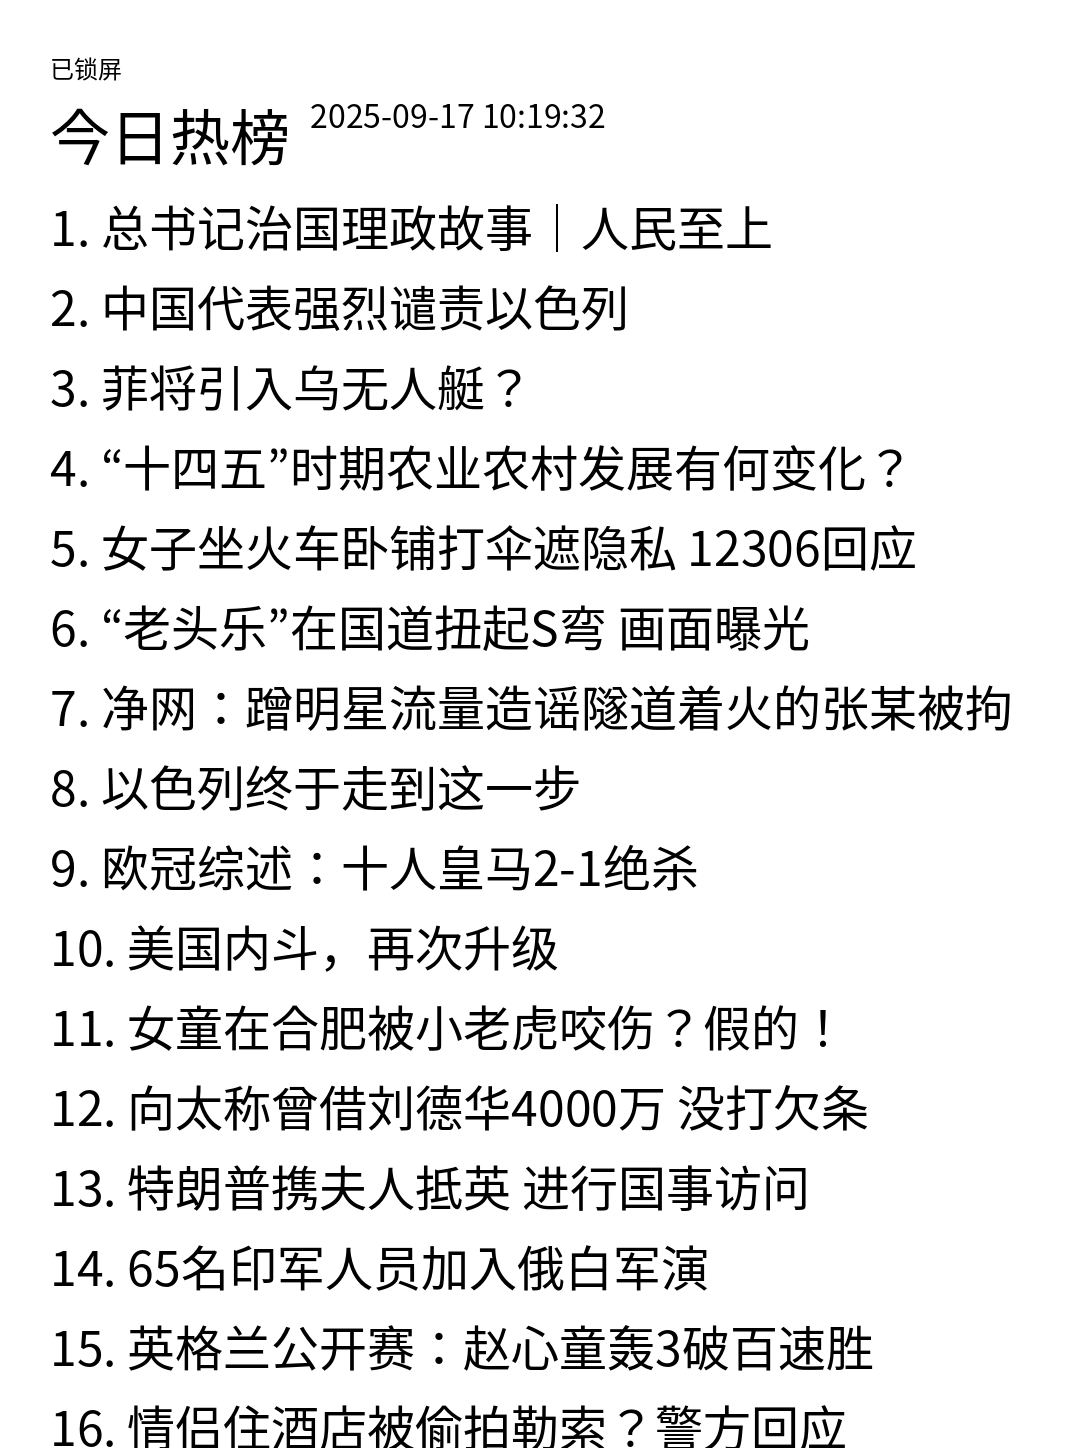 已锁屏
今日热榜 2025-09-17 10:19:32
1. 总书记治国理政故事｜人民至上
2. 中国代表强烈谴责以色列
3. 菲将引入乌无人艇？
4. “十四五”时期农业农村发展有何变化？
5. 女子坐火车卧铺打伞遮隐私 12306回应
6. “老头乐”在国道扭起S弯 画面曝光
7. 净网：蹭明星流量造谣隧道着火的张某被拘
8. 以色列终于走到这一步
9. 欧冠综述：十人皇马2-1绝杀
10. 美国内斗，再次升级
11. 女童在合肥被小老虎咬伤？假的！
12. 向太称曾借刘德华4000万 没打欠条
13. 特朗普携夫人抵英 进行国事访问
14. 65名印军人员加入俄白军演
15. 英格兰公开赛：赵心童轰3破百速胜
16. 情侣住酒店被偷拍勒索？警方回应